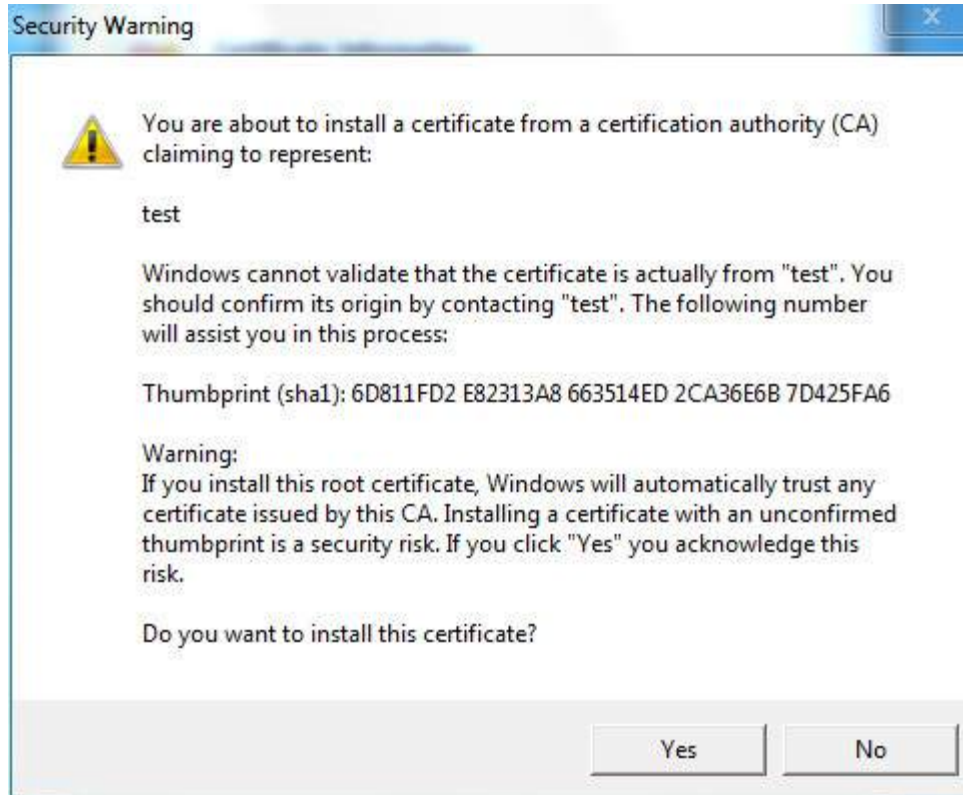 Security Warning
You are about to install a certificate from a certification authority (CA)
claiming to represent:
test
Windows cannot validate that the certificate is actually from "test". You
should confirm its origin by contacting "test". The following number
will assist you in this process:
Thumbprint (sha1): 6D811FD2 E82313A8 663514ED 2CA36E6B 7D425FA6
Warning:
If you install this root certificate, Windows will automatically trust any
certificate issued by this CA. Installing a certificate with an unconfirmed
thumbprint is a security risk. If you click "Yes" you acknowledge this
risk.
Do you want to install this certificate?
Yes No